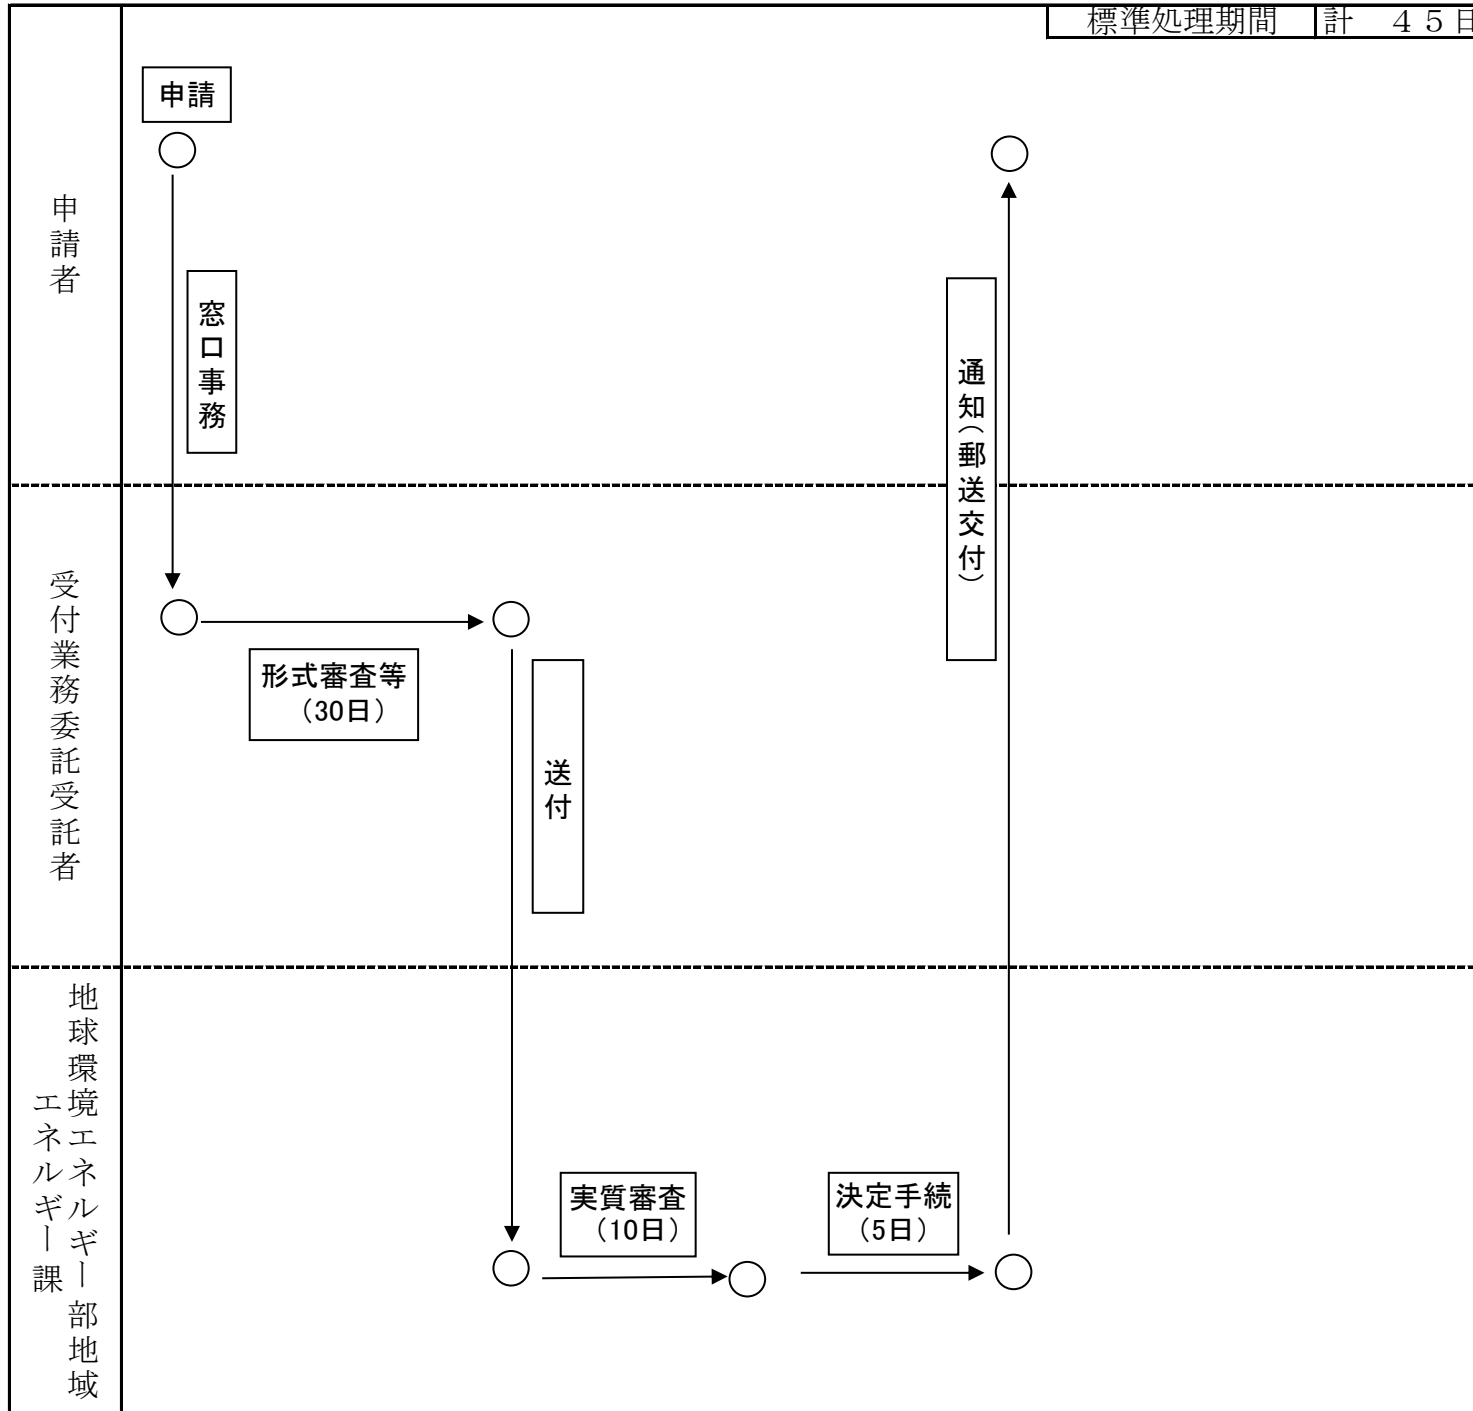 標準処理期間 計 ４５日
申請
申請者
窓口事務
通知（郵送交付）
受付業務委託受託者
形式審査等
（30日）
送付
地球環境エネルギー部地域
エネルギー課
実質審査
（10日）
決定手続
（5日）